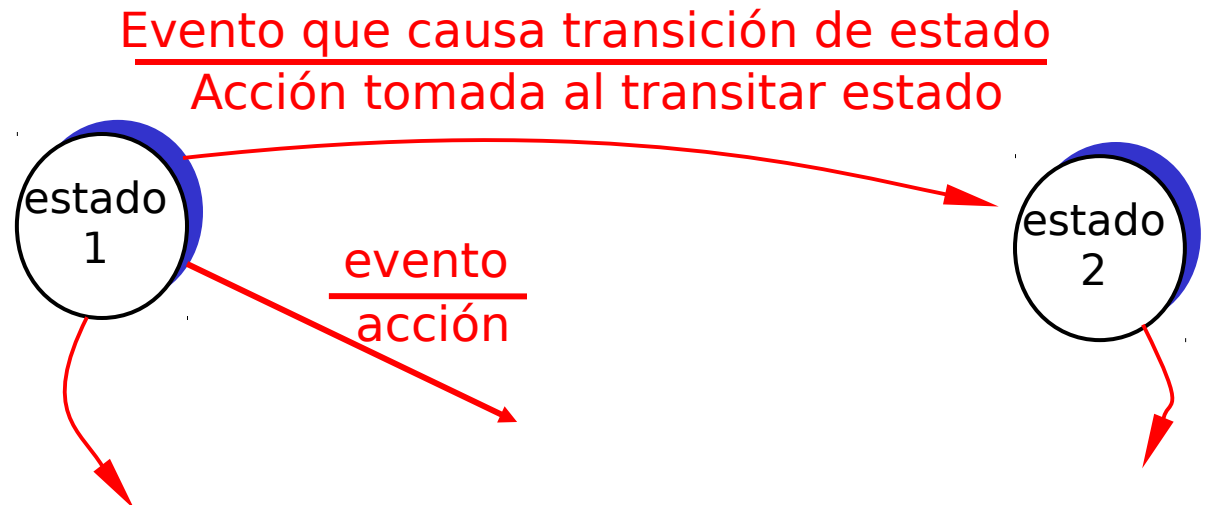 Evento que causa transición de estado
Acción tomada al transitar estado
estado
1
estado
2
evento
acción